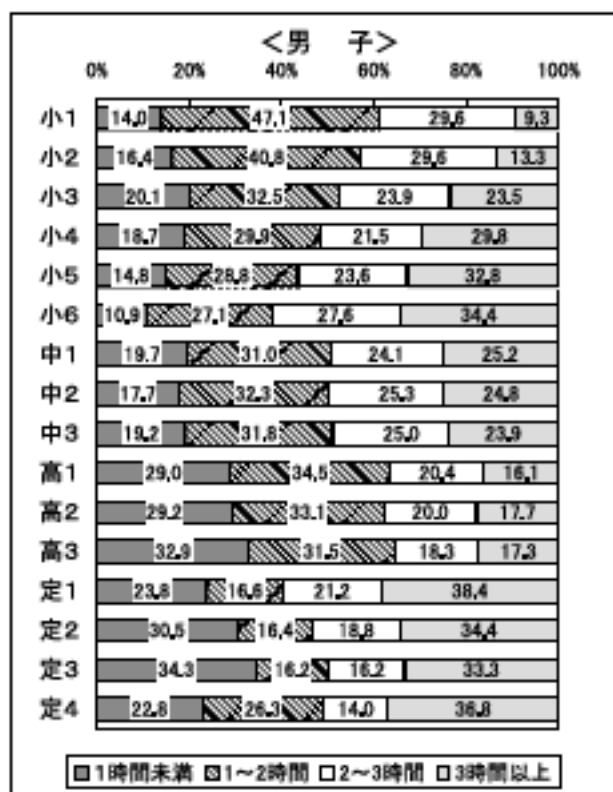 ＜男 子＞
0% 20% 40% 60% 80% 100%
小1 14.0 47.1 29.6 9.3
小2 16.4 40.8 29.6 13.3
小3 20.1 32.5 23.9 23.5
小4 18.7 29.9 21.5 29.8
小5 14.8 28.8 23.6 32.8
小6 10.9 27.1 27.6 34.4
中1 19.7 31.0 24.1 25.2
中2 17.7 32.3 25.3 24.8
中3 19.2 31.8 25.0 23.9
高1 29.0 34.5 20.4 16.1
高2 29.2 33.1 20.0 17.7
高3 32.9 31.5 18.3 17.3
定1 23.8 16.6 21.2 38.4
定2 30.5 16.4 18.8 34.4
定3 34.3 16.2 16.2 33.3
定4 22.8 26.3 14.0 36.8
1時間未満 1～2時間 2～3時間 3時間以上